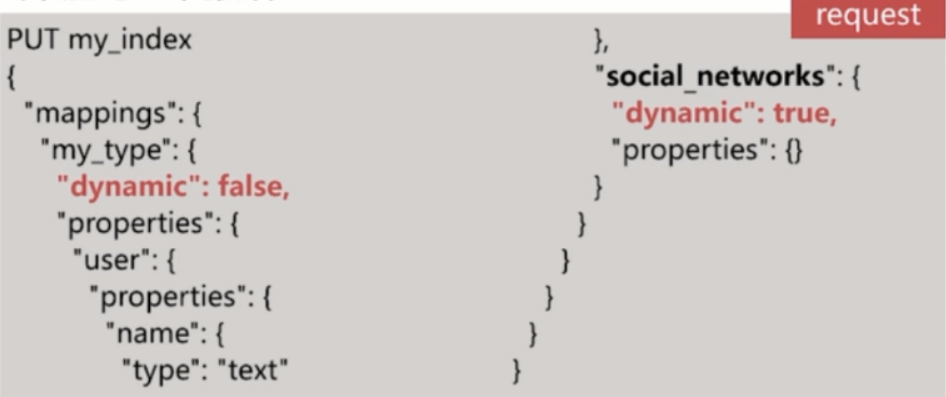 request
PUT my_index
{
"mappings": {
"my_type": {
"dynamic": false,
"properties": {
"user": {
"properties": {
"name": {
"type": "text"
},
"social_networks": {
"dynamic": true,
"properties": {}
}
}
}
}
}
}